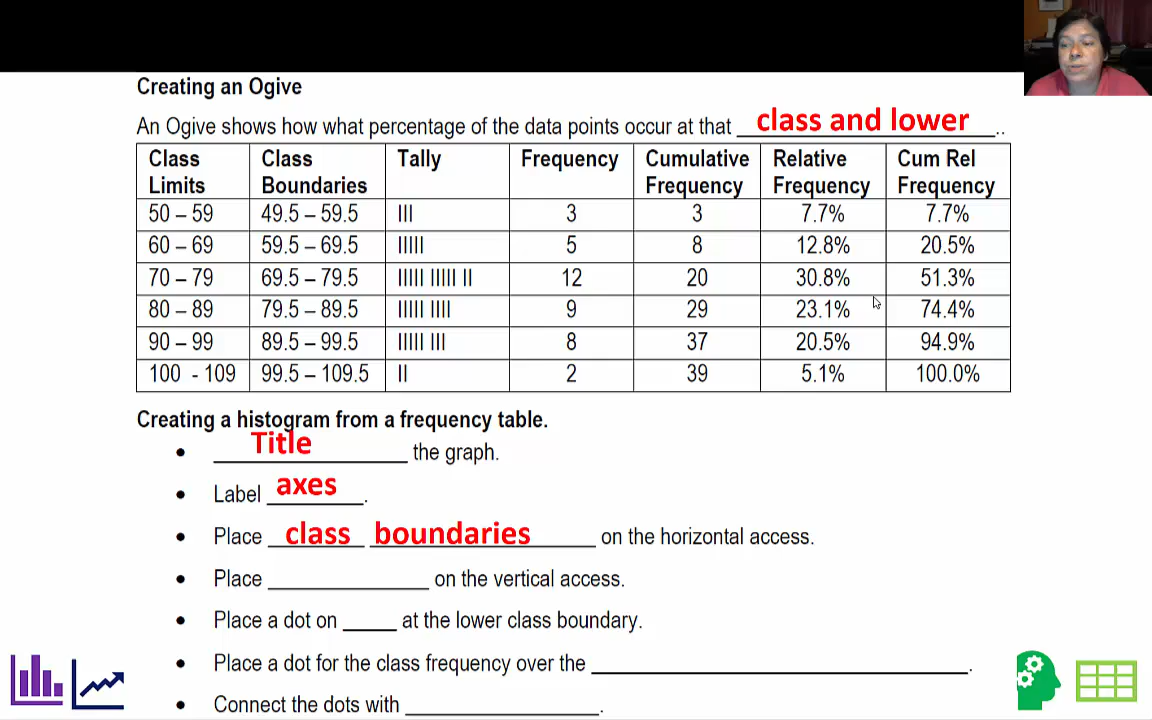 Creating an Ogive
An Ogive shows how what percentage of the data points occur at that class and lower..
Class Limits Class Boundaries Tally Frequency Cumulative Frequency Relative Frequency Cum Rel Frequency
50 – 59 49.5 – 59.5 III 3 3 7.7% 7.7%
60 – 69 59.5 – 69.5 IIIII 5 8 12.8% 20.5%
70 – 79 69.5 – 79.5 IIIII IIIII II 12 20 30.8% 51.3%
80 – 89 79.5 – 89.5 IIIII IIII 9 29 23.1% 74.4%
90 – 99 89.5 – 99.5 IIIII III 8 37 20.5% 94.9%
100 - 109 99.5 – 109.5 II 2 39 5.1% 100.0%
Creating a histogram from a frequency table.
• Title the graph.
• Label axes.
• Place class boundaries on the horizontal access.
• Place ______________ on the vertical access.
• Place a dot on _____ at the lower class boundary.
• Place a dot for the class frequency over the ______________________________.
• Connect the dots with ________________.